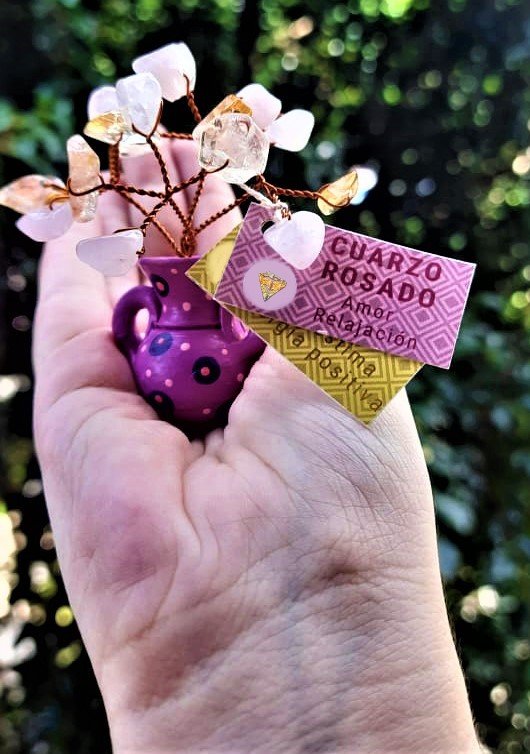 CUARZO
ROSADO
Amor
Relajación
positiva